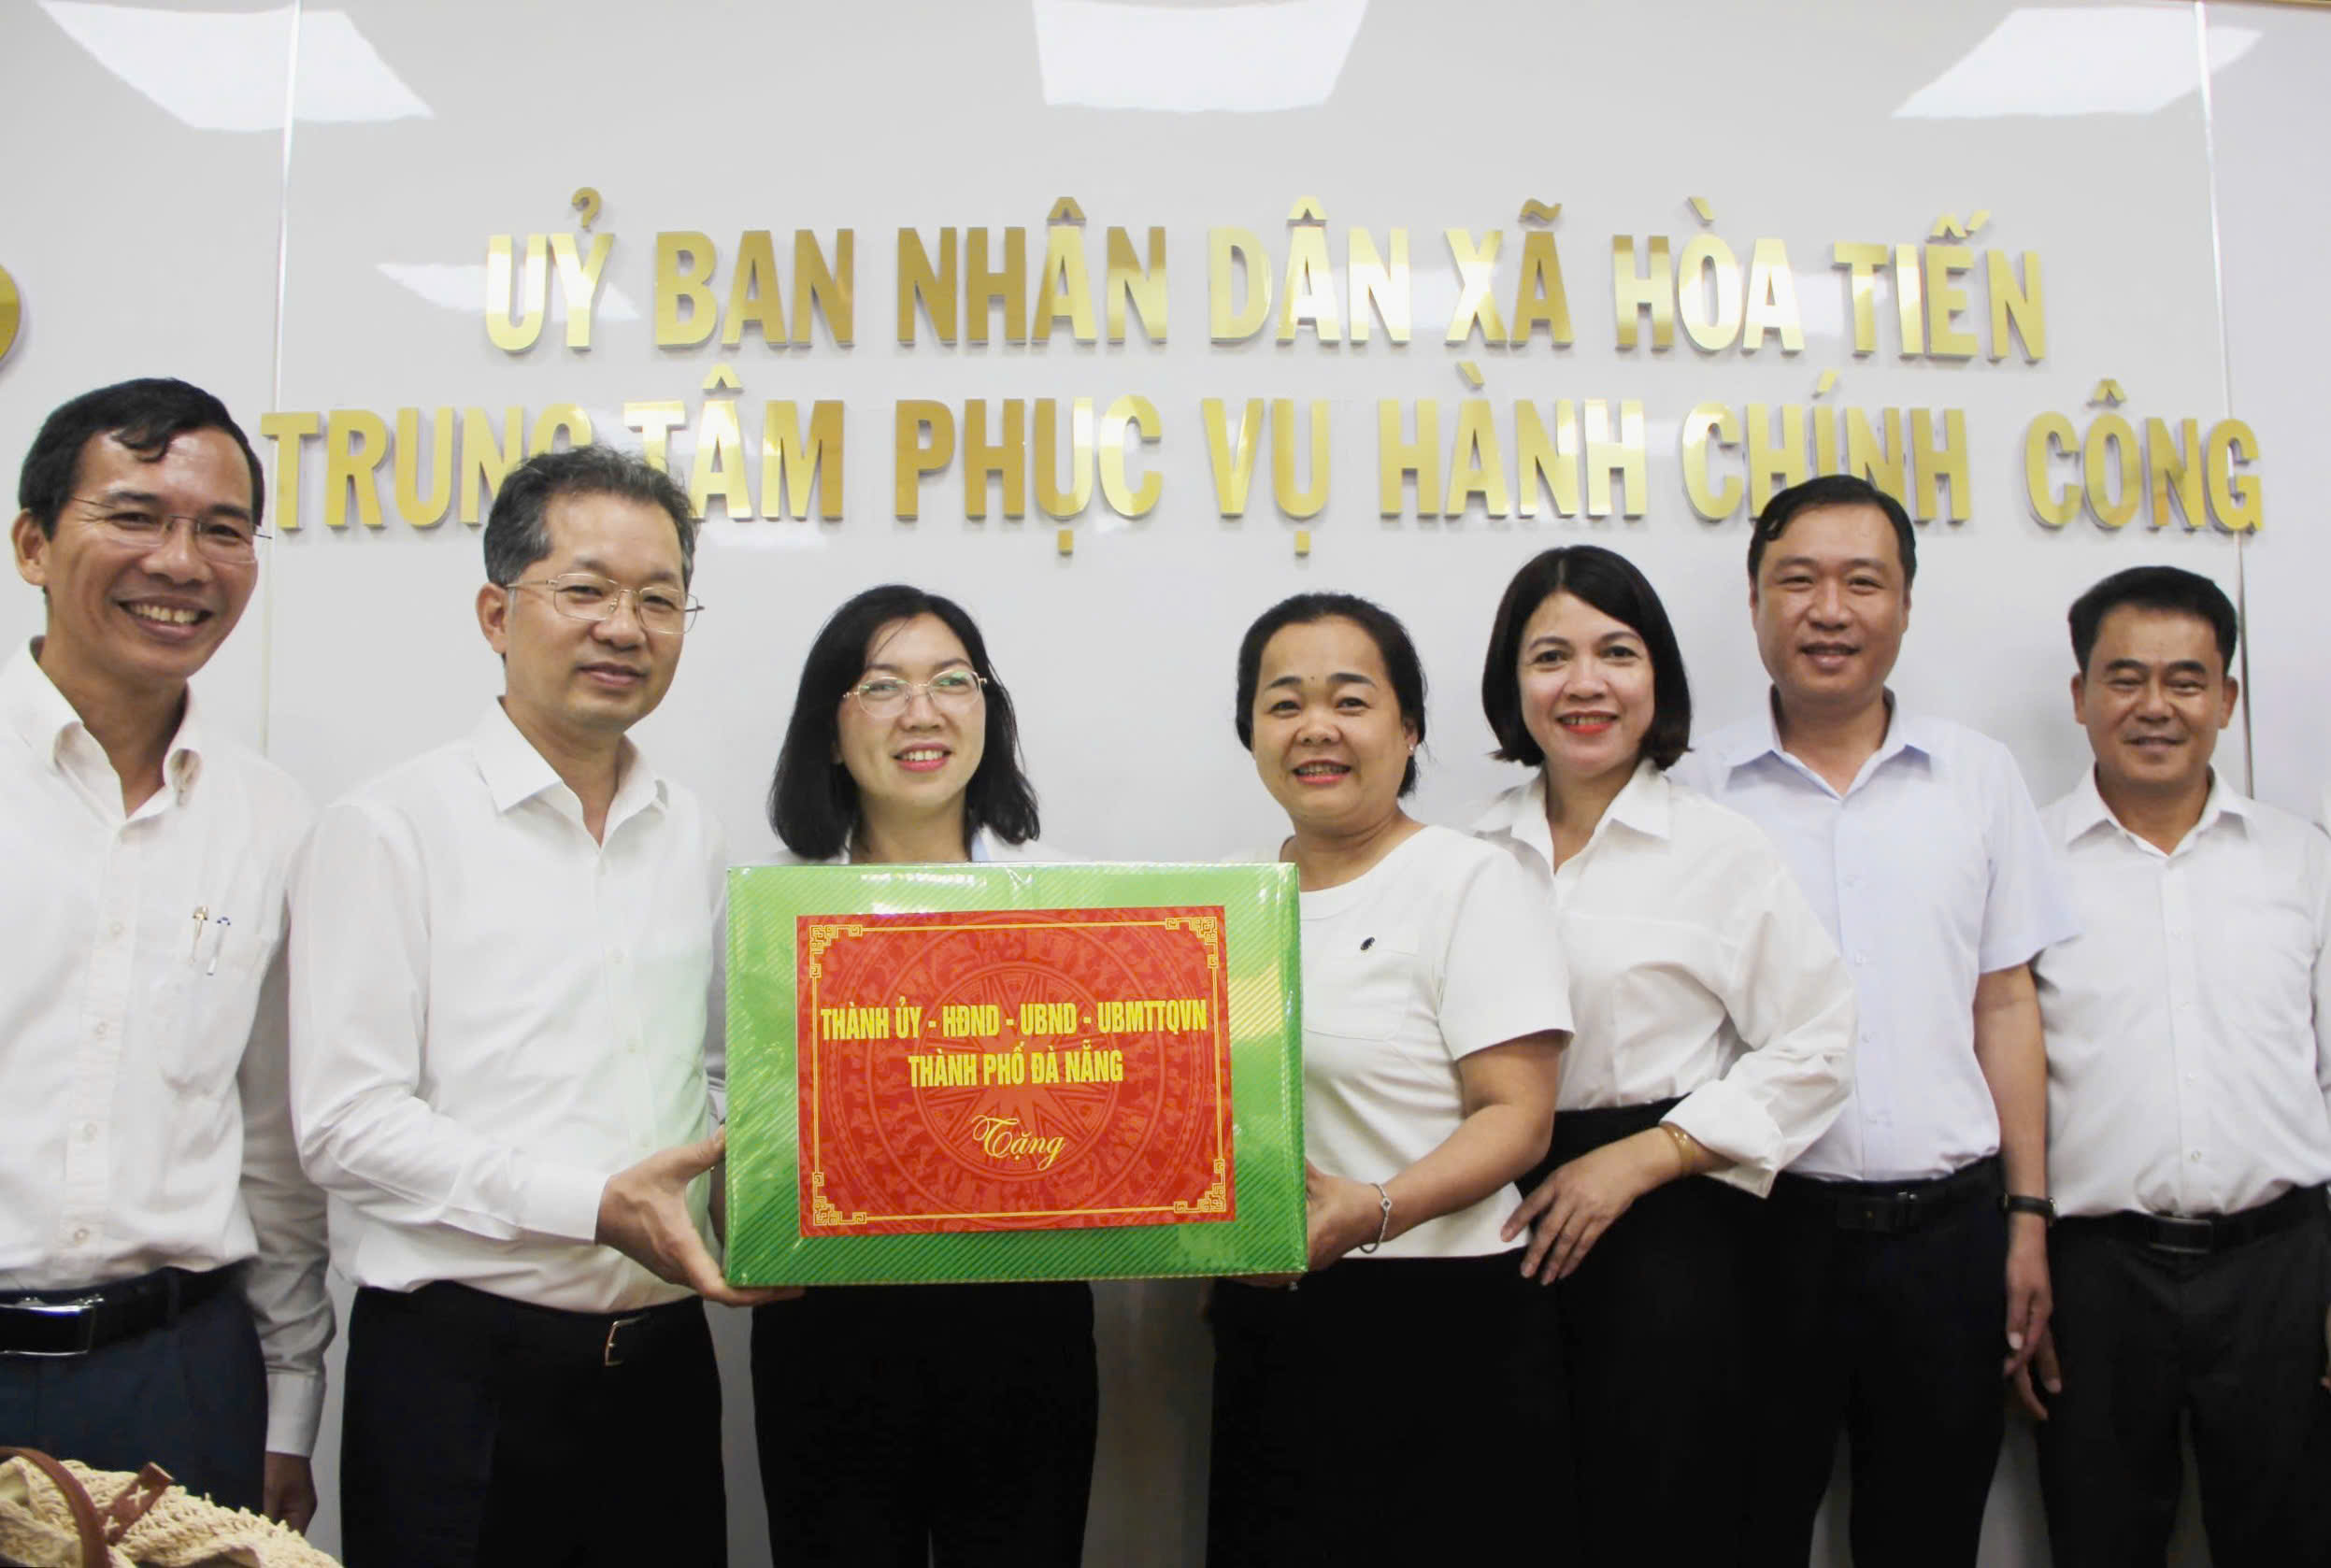 UỶ BAN NHÂN DÂN XÃ HÒA TIẾN
TRUNG TÂM PHỤC VỤ HÀNH CHÍNH CÔNG
THÀNH ỦY - HĐND - UBND - UBMTTQVN
THÀNH PHỐ ĐÀ NẴNG
Tặng